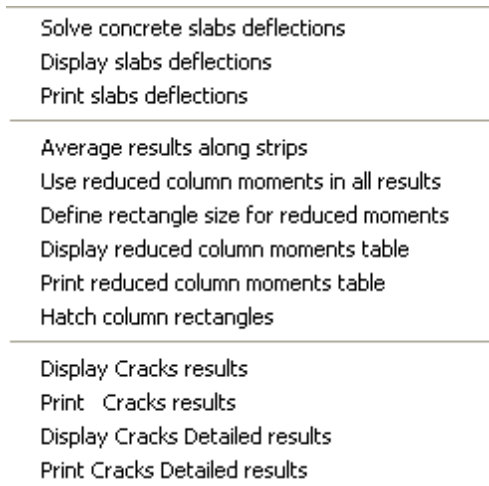 Solve concrete slabs deflections
Display slabs deflections
Print slabs deflections
Average results along strips
Use reduced column moments in all results
Define rectangle size for reduced moments
Display reduced column moments table
Print reduced column moments table
Hatch column rectangles
Display Cracks results
Print   Cracks results
Display Cracks Detailed results
Print Cracks Detailed results